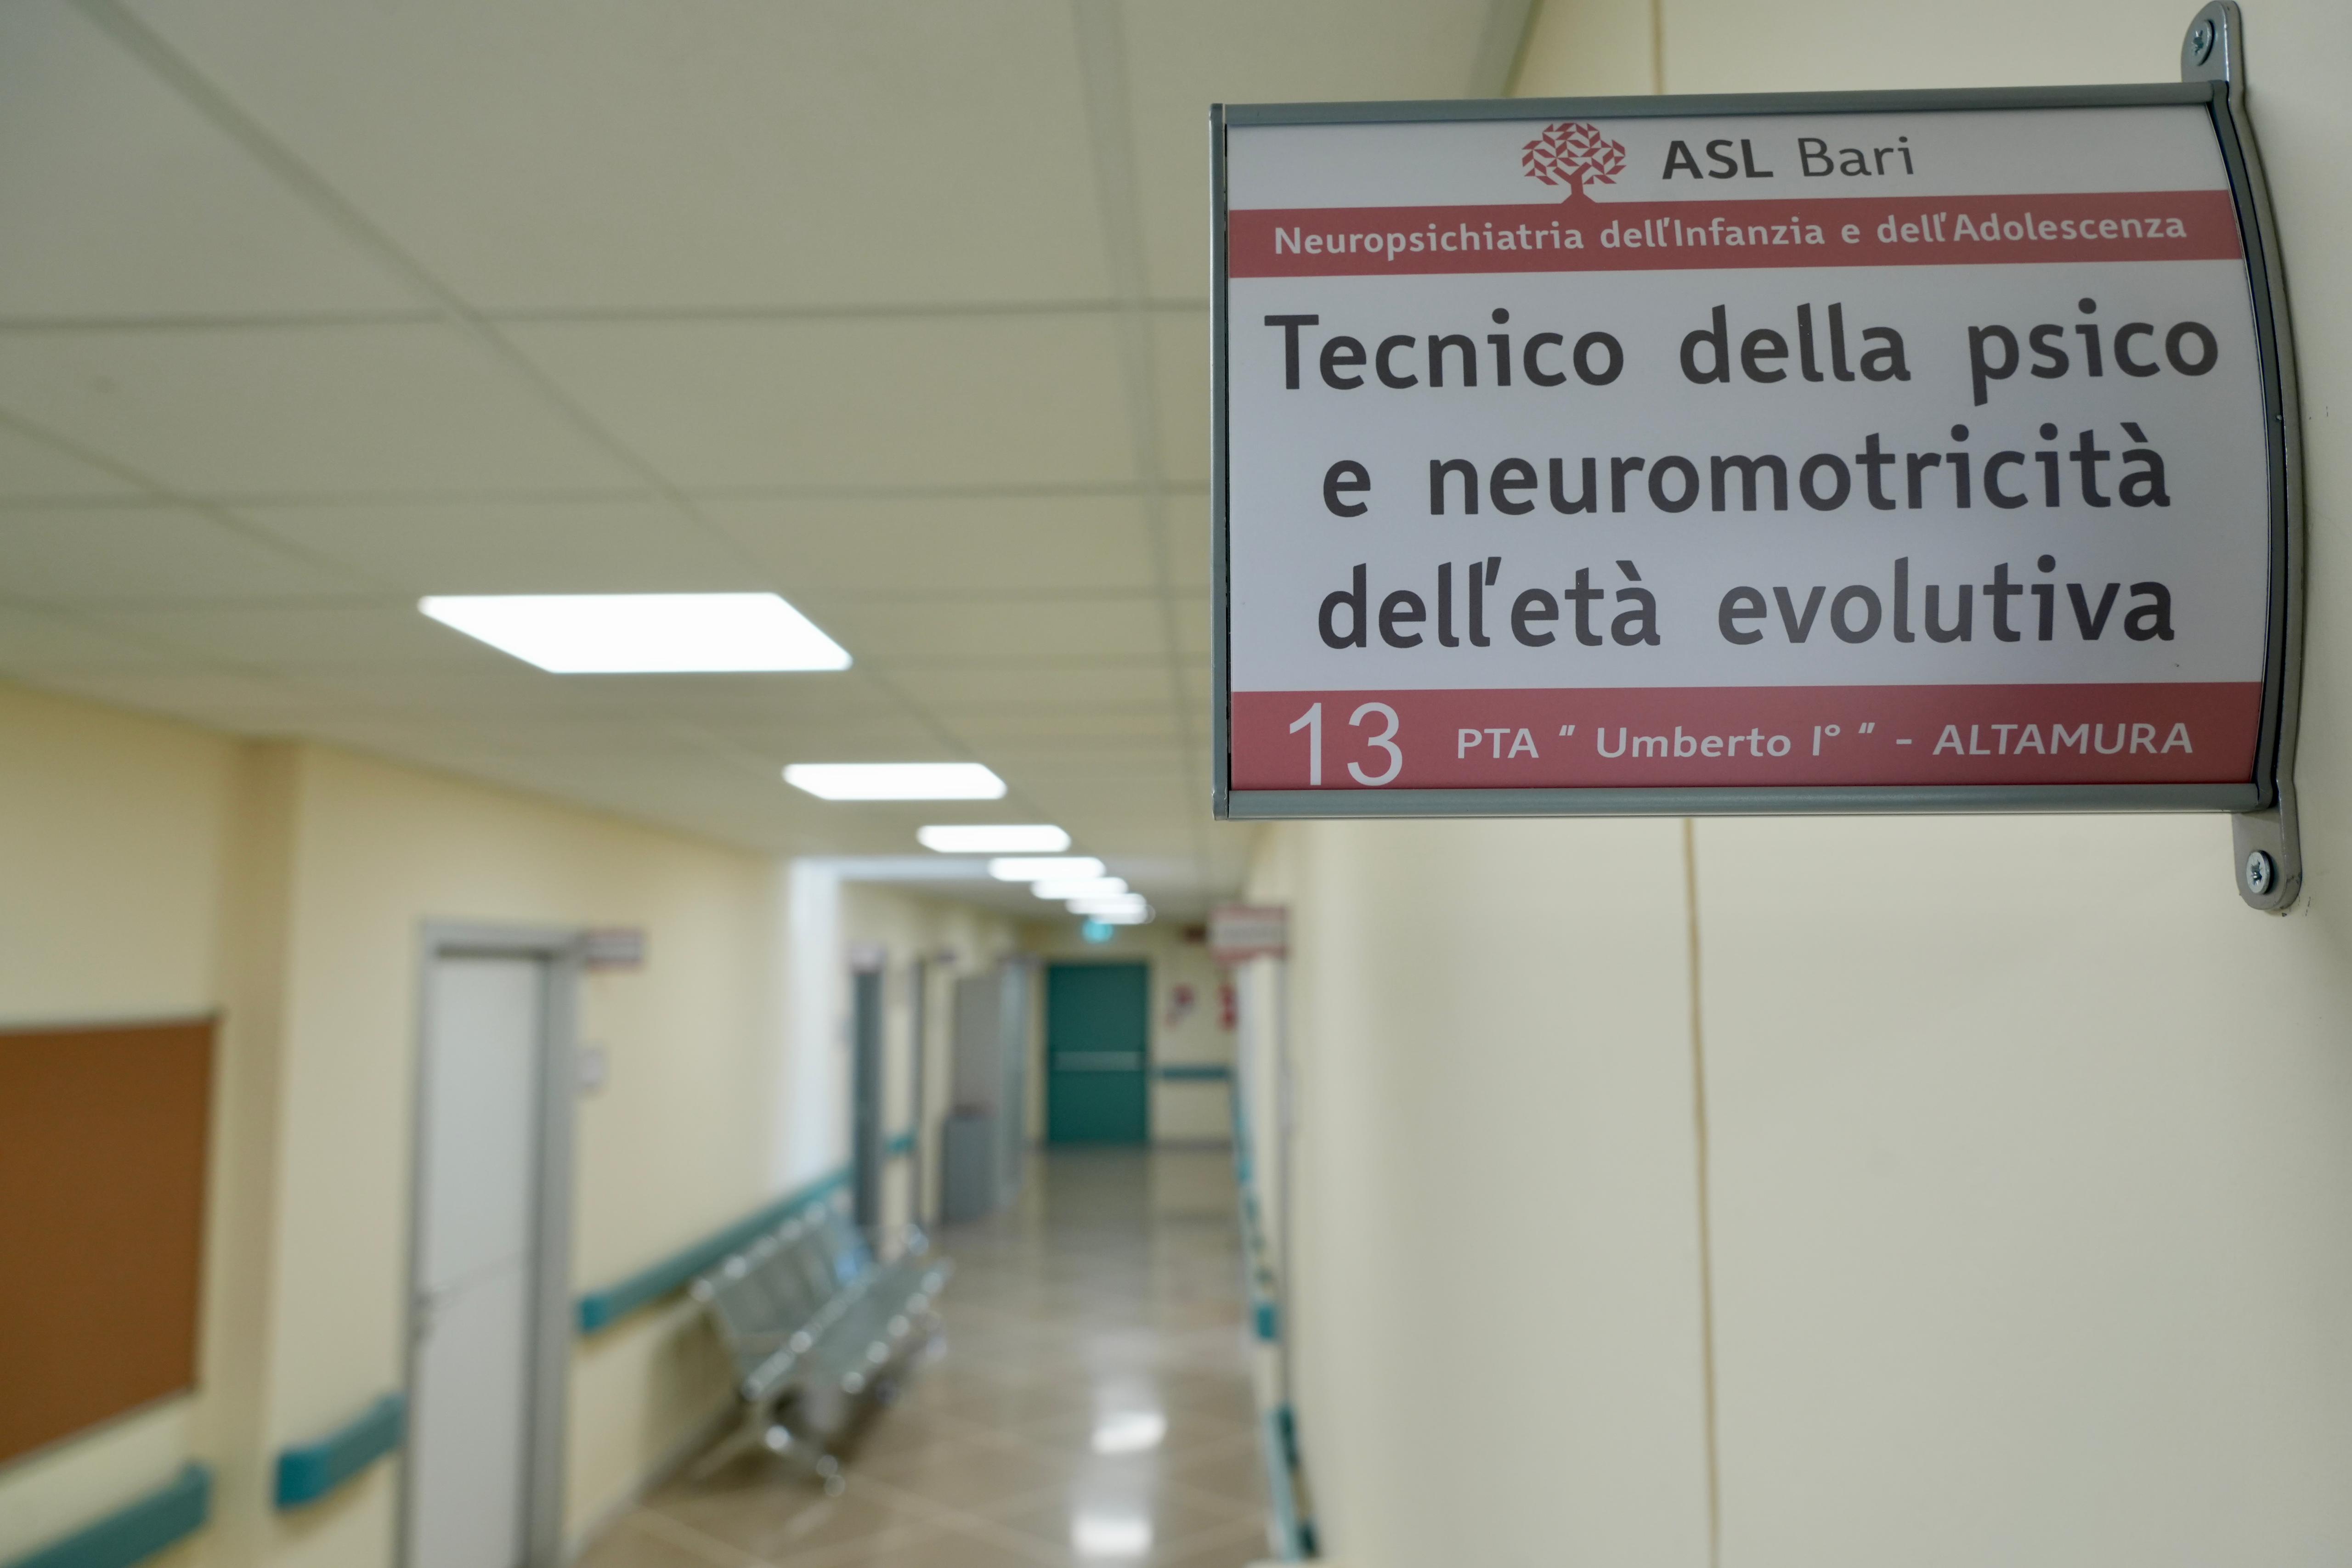 ASL Bari
Neuropsichiatria dell'Infanzia e dell'Adolescenza
Tecnico della psico
e neuromotricità
dell'età evolutiva
13 PTA " Umberto I° " - ALTAMURA